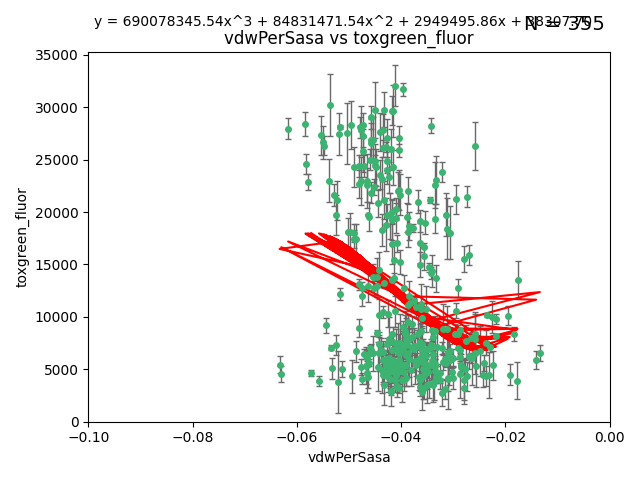 y = 690078345.54x^3 + 84831471.54x^2 + 2949495.86x +
N = 355
vdwPerSasa vs toxgreen_fluor
35000
30000
25000
20000
15000
10000
5000
0
toxgreen_fluor
−0.10 −0.08 −0.06 −0.04 −0.02 0.00
vdwPerSasa